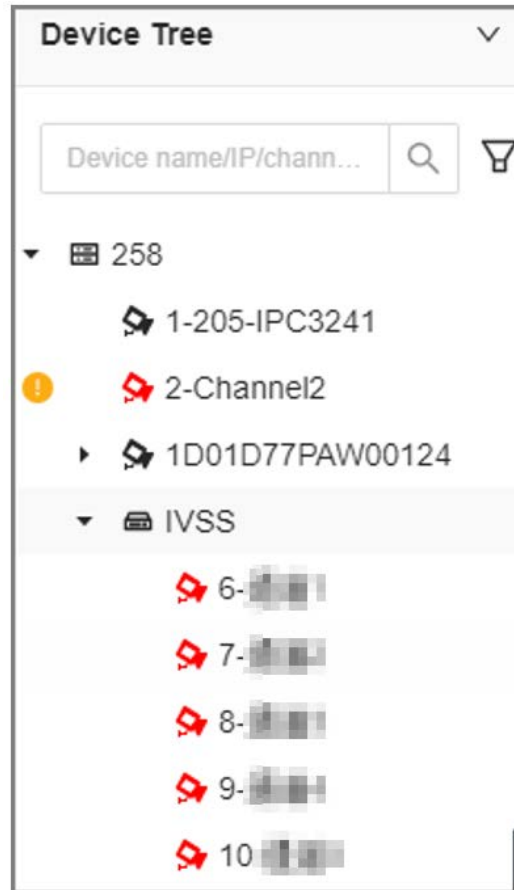 Device Tree
Device name/IP/chann...
258
1-205-IPC3241
2-Channel2
1D01D77PAW00124
IVSS
6-
7-
8-
9-
10